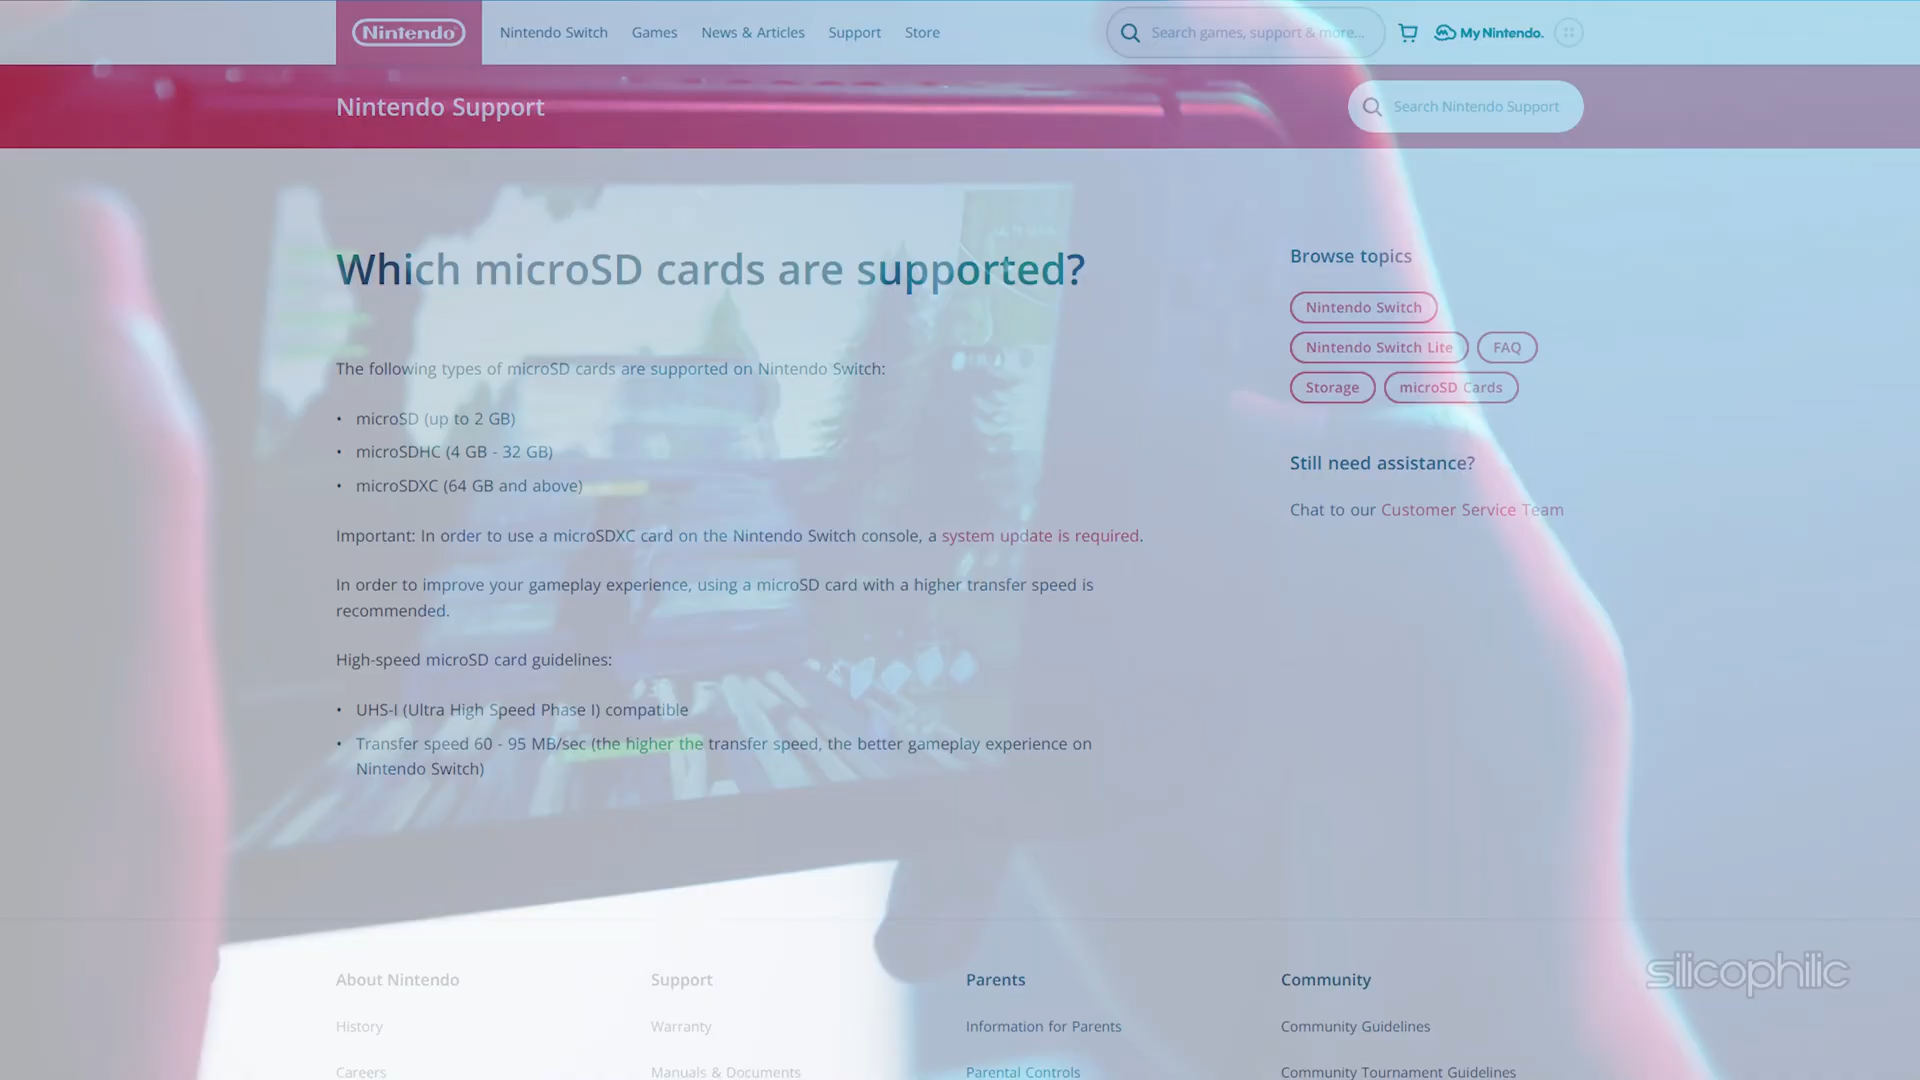 Nintendo
Nintendo Switch
Games
News & Articles
Support
Store
Search games, support & more...
My Nintendo.
Nintendo Support
Search Nintendo Support
Which microSD cards are supported?
The following types of microSD cards are supported on Nintendo Switch:
• microSD (up to 2 GB)
• microSDHC (4 GB - 32 GB)
• microSDXC (64 GB and above)
Important: In order to use a microSDXC card on the Nintendo Switch console, a system update is required.
In order to improve your gameplay experience, using a microSD card with a higher transfer speed is
recommended.
High-speed microSD card guidelines:
• UHS-I (Ultra High Speed Phase I) compatible
• Transfer speed 60 - 95 MB/sec (the higher the transfer speed, the better gameplay experience on
Nintendo Switch)
Browse topics
Nintendo Switch
Nintendo Switch Lite
FAQ
Storage
microSD Cards
Still need assistance?
Chat to our Customer Service Team
About Nintendo
History
Careers
Support
Warranty
Manuals & Documents
Parents
Information for Parents
Parental Controls
Community
Community Guidelines
Community Tournament Guidelines
silicophilic